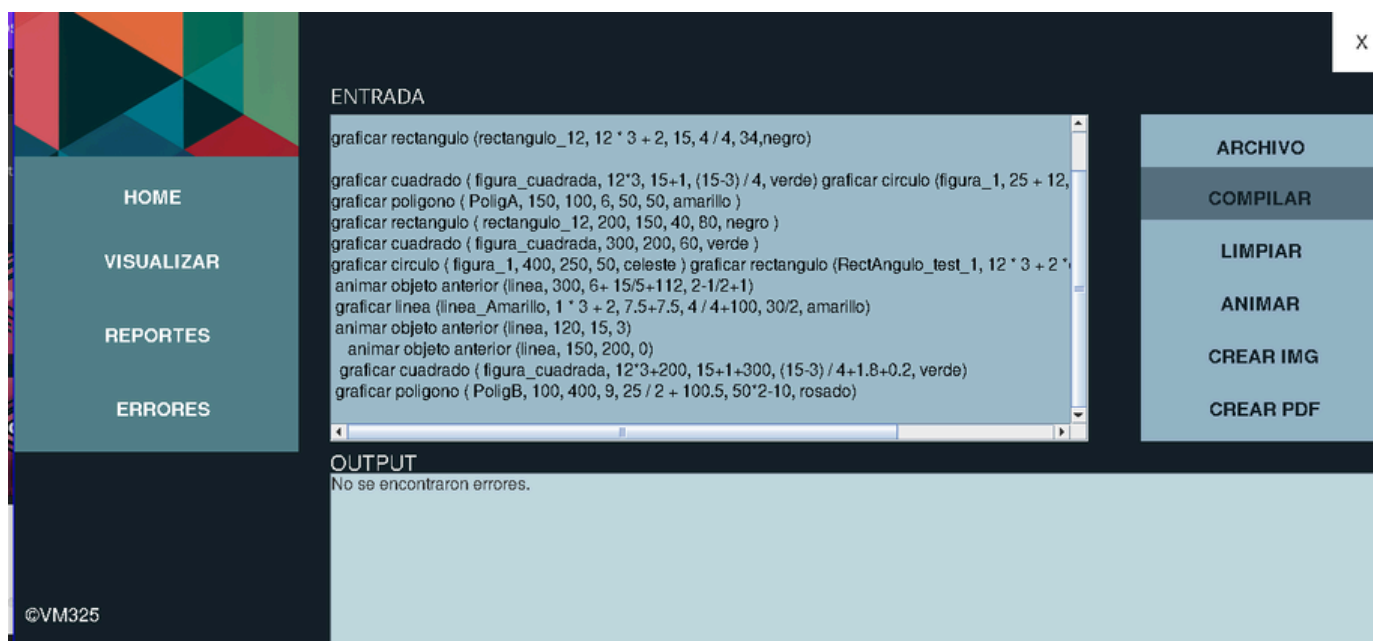 X
HOME
VISUALIZAR
REPORTES
ERRORES
©VM325
ENTRADA
graficar rectangulo (rectangulo_12, 12 * 3 + 2, 15, 4 / 4, 34,negro)
graficar cuadrado ( figura_cuadrada, 12*3, 15+1, (15-3) / 4, verde) graficar circulo (figura_1, 25 + 12,
graficar poligono ( PoligA, 150, 100, 6, 50, 50, amarillo )
graficar rectangulo ( rectangulo_12, 200, 150, 40, 80, negro )
graficar cuadrado ( figura_cuadrada, 300, 200, 60, verde )
graficar circulo ( figura_1, 400, 250, 50, celeste ) graficar rectangulo (RectAngulo_test_1, 12 * 3 + 2 *
animar objeto anterior (linea, 300, 6+ 15/5+112, 2-1/2+1)
graficar linea (linea_Amarillo, 1 * 3 + 2, 7.5+7.5, 4 / 4+100, 30/2, amarillo)
animar objeto anterior (linea, 120, 15, 3)
animar objeto anterior (linea, 150, 200, 0)
graficar cuadrado ( figura_cuadrada, 12*3+200, 15+1+300, (15-3) / 4+1.8+0.2, verde)
graficar poligono ( PoligB, 100, 400, 9, 25 / 2 + 100.5, 50*2-10, rosado)
OUTPUT
No se encontraron errores.
ARCHIVO
COMPILAR
LIMPIAR
ANIMAR
CREAR IMG
CREAR PDF